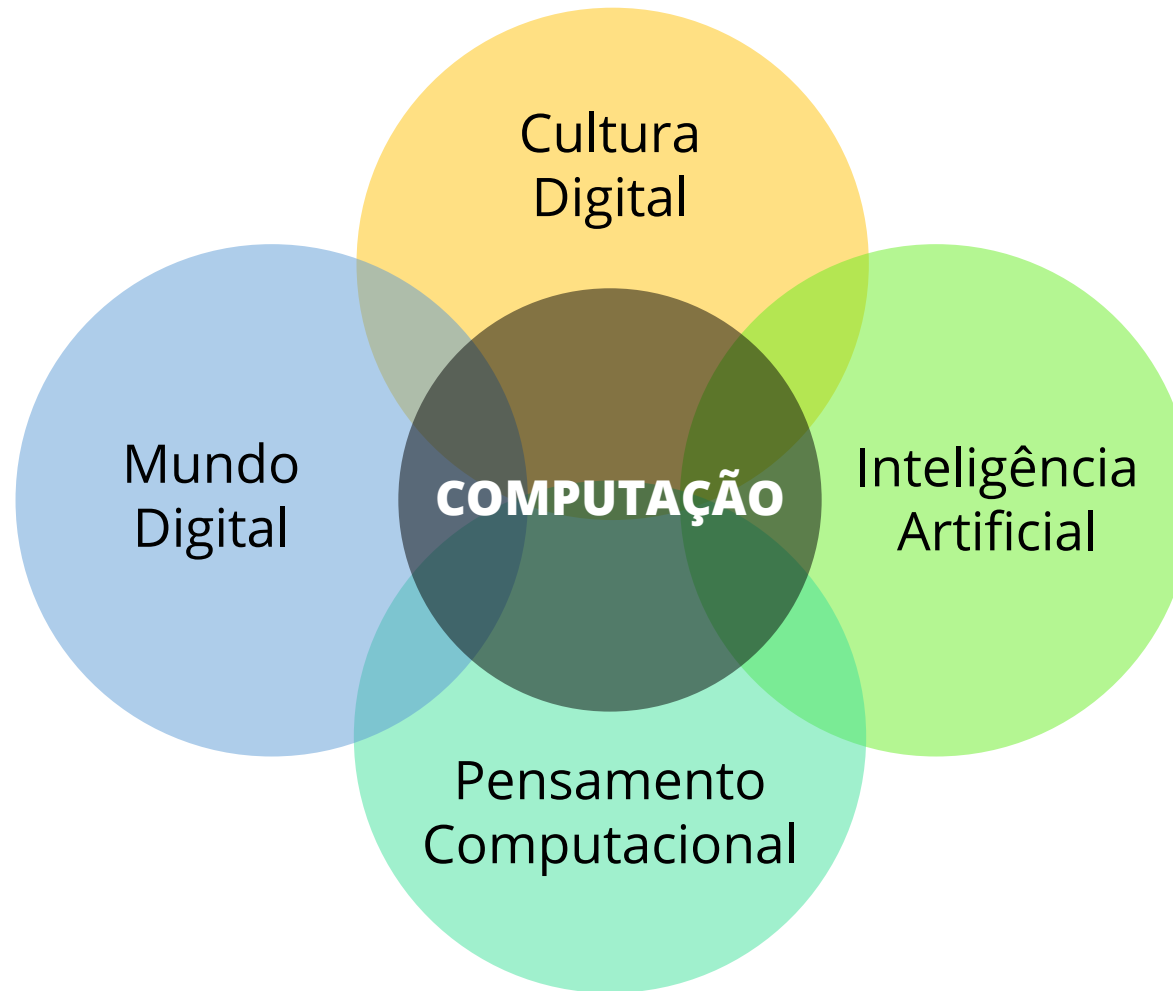 Cultura
Digital
Mundo
Digital
COMPUTAÇÃO
Inteligência
Artificial
Pensamento
Computacional